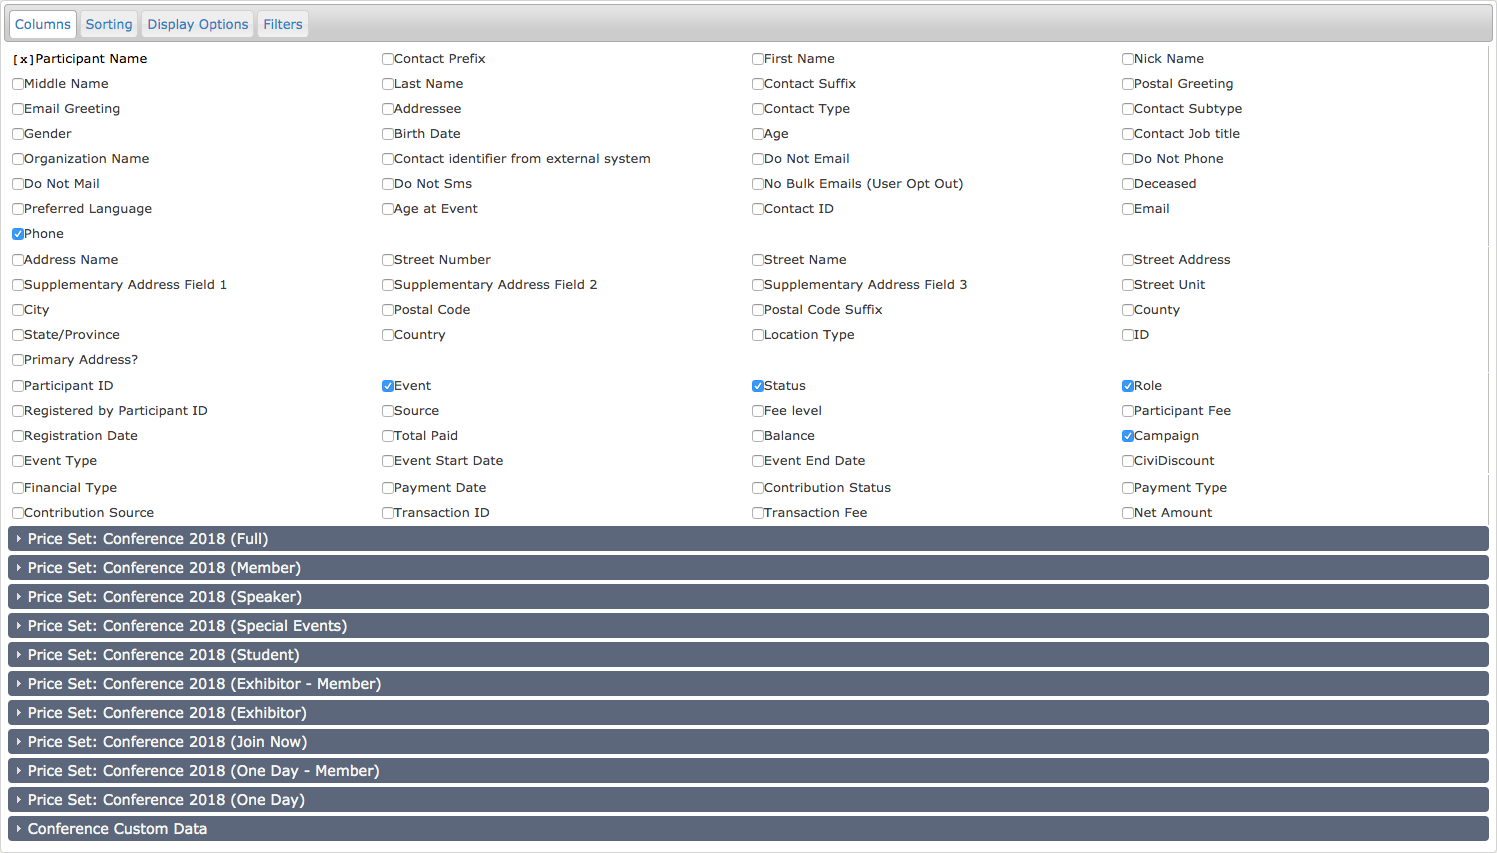 Columns Sorting Display Options Filters
[x]Participant Name Contact Prefix First Name Nick Name
Middle Name Last Name Contact Suffix Postal Greeting
Email Greeting Addressee Contact Type Contact Subtype
Gender Birth Date Age Contact Job title
Organization Name Contact identifier from external system Do Not Email Do Not Phone
Do Not Mail Do Not Sms No Bulk Emails (User Opt Out) Deceased
Preferred Language Age at Event Contact ID Email
Phone
Address Name Street Number Street Name Street Address
Supplementary Address Field 1 Supplementary Address Field 2 Supplementary Address Field 3 Street Unit
City Postal Code Postal Code Suffix County
State/Province Country Location Type ID
Primary Address?
Participant ID Event Status Role
Registered by Participant ID Source Fee level Participant Fee
Registration Date Total Paid Balance Campaign
Event Type Event Start Date Event End Date CiviDiscount
Financial Type Payment Date Contribution Status Payment Type
Contribution Source Transaction ID Transaction Fee Net Amount
Price Set: Conference 2018 (Full)
Price Set: Conference 2018 (Member)
Price Set: Conference 2018 (Speaker)
Price Set: Conference 2018 (Special Events)
Price Set: Conference 2018 (Student)
Price Set: Conference 2018 (Exhibitor - Member)
Price Set: Conference 2018 (Exhibitor)
Price Set: Conference 2018 (Join Now)
Price Set: Conference 2018 (One Day - Member)
Price Set: Conference 2018 (One Day)
Conference Custom Data